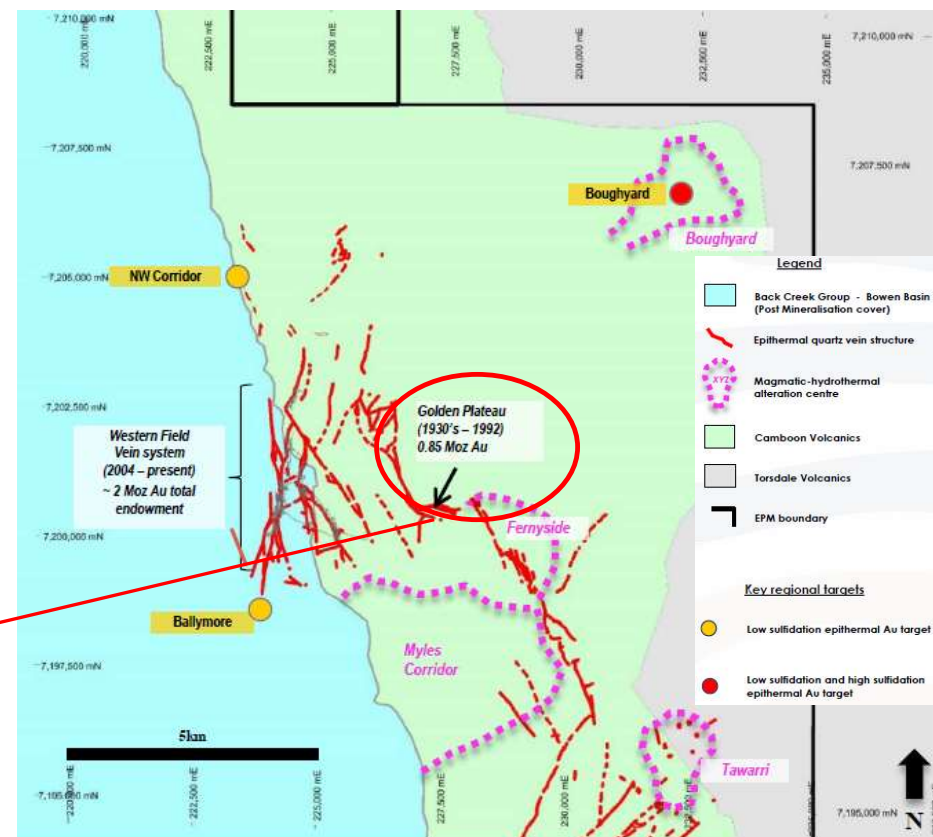 7,210,000 mN
220,000 mE
222,500 mE
225,000 mE
227,500 mE
230,000 mE
232,500 mE
235,000 mE
7,210,000 mN
7,207,500 mN
7,207,500 mN
Boughyard
Boughyard
7,205,000 mN
NW Corridor
Legend
Back Creek Group - Bowen Basin
(Post Mineralisation cover)
Epithermal quartz vein structure
XYZ
Magmatic-hydrothermal
alteration centre
Camboon Volcanics
Torsdale Volcanics
EPM boundary
Key regional targets
Low sulfidation epithermal Au target
Low sulfidation and high sulfidation
epithermal Au target
7,202,500 mN
Golden Plateau
(1930's – 1992)
0.85 Moz Au
Western Field
Vein system
(2004 – present)
~ 2 Moz Au total
endowment
7,200,000 mN
Fernyside
Ballymore
7,197,500 mN
Myles
Corridor
5km
Tawarri
222,500 mE
225,000 mE
227,500 mE
230,000 mE
7,195,000 mN
N